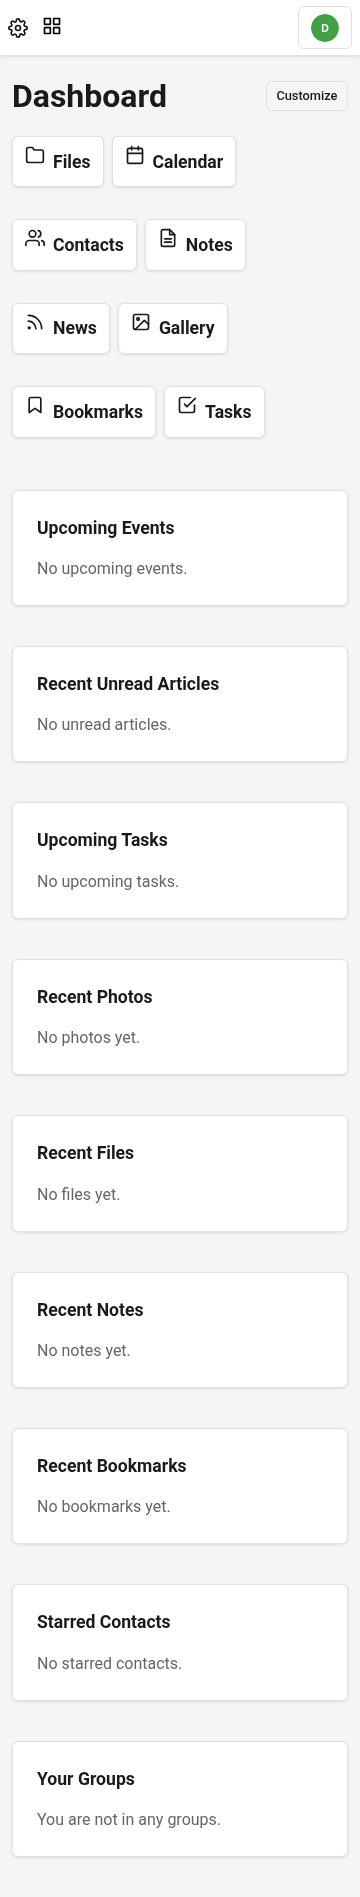 D
Dashboard
Customize
Files
Calendar
Contacts
Notes
News
Gallery
Bookmarks
Tasks
Upcoming Events
No upcoming events.
Recent Unread Articles
No unread articles.
Upcoming Tasks
No upcoming tasks.
Recent Photos
No photos yet.
Recent Files
No files yet.
Recent Notes
No notes yet.
Recent Bookmarks
No bookmarks yet.
Starred Contacts
No starred contacts.
Your Groups
You are not in any groups.